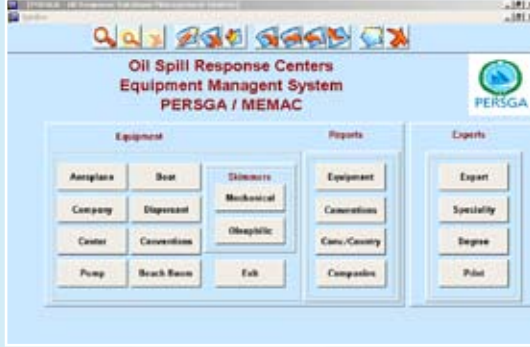 Oil Spill Response Centers
Equipment Managent System
PERSGA / MEMAC
PERSGA
Equipment
Reports
Experts
Aeroplane
Boat
Skimmers
Mechanical
Company
Dispersant
Oleophilic
Center
Conventions
Pump
Beach Boom
Exit
Equipment
Conventions
Conv./Country
Companies
Expert
Speciality
Degree
Print